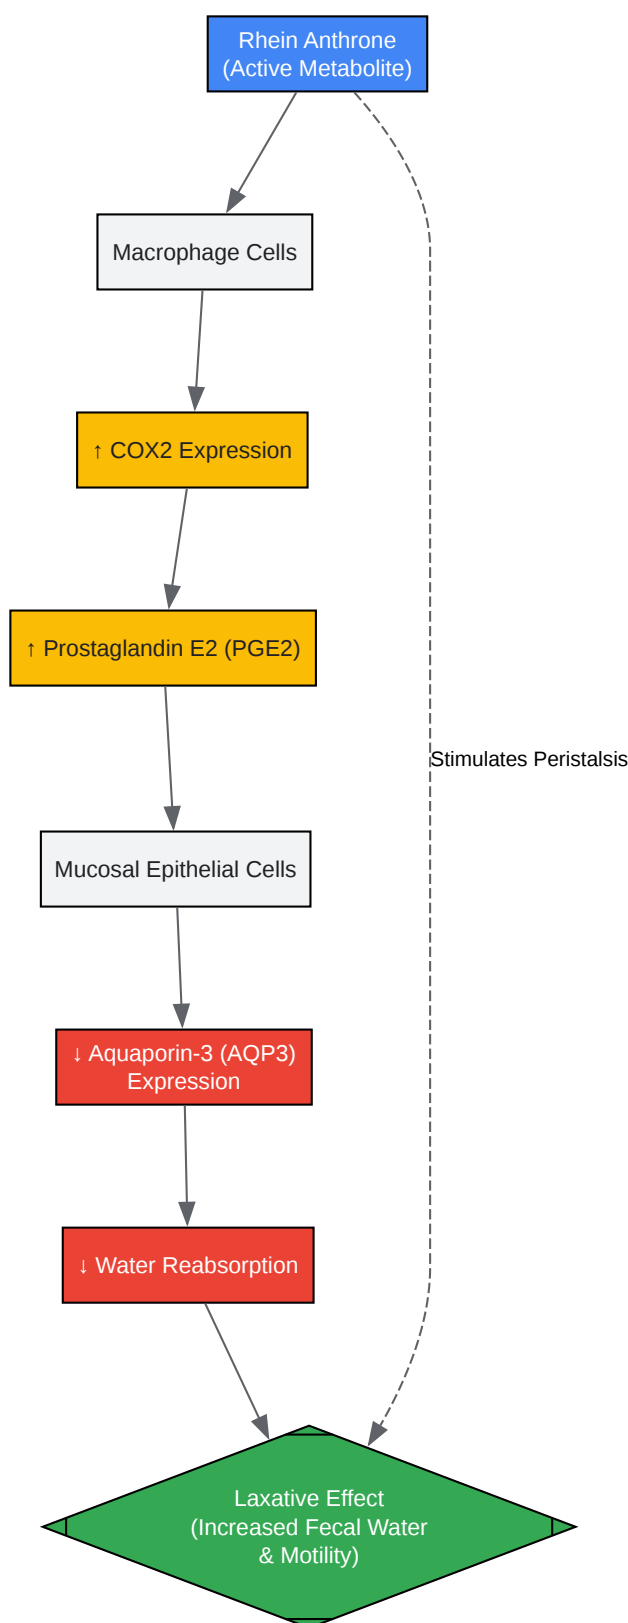 Rhein Anthrone
(Active Metabolite)
Macrophage Cells
↑ COX2 Expression
↑ Prostaglandin E2 (PGE2)
Stimulates Peristalsis
Mucosal Epithelial Cells
↓ Aquaporin-3 (AQP3)
Expression
↓ Water Reabsorption
Laxative Effect
(Increased Fecal Water
& Motility)